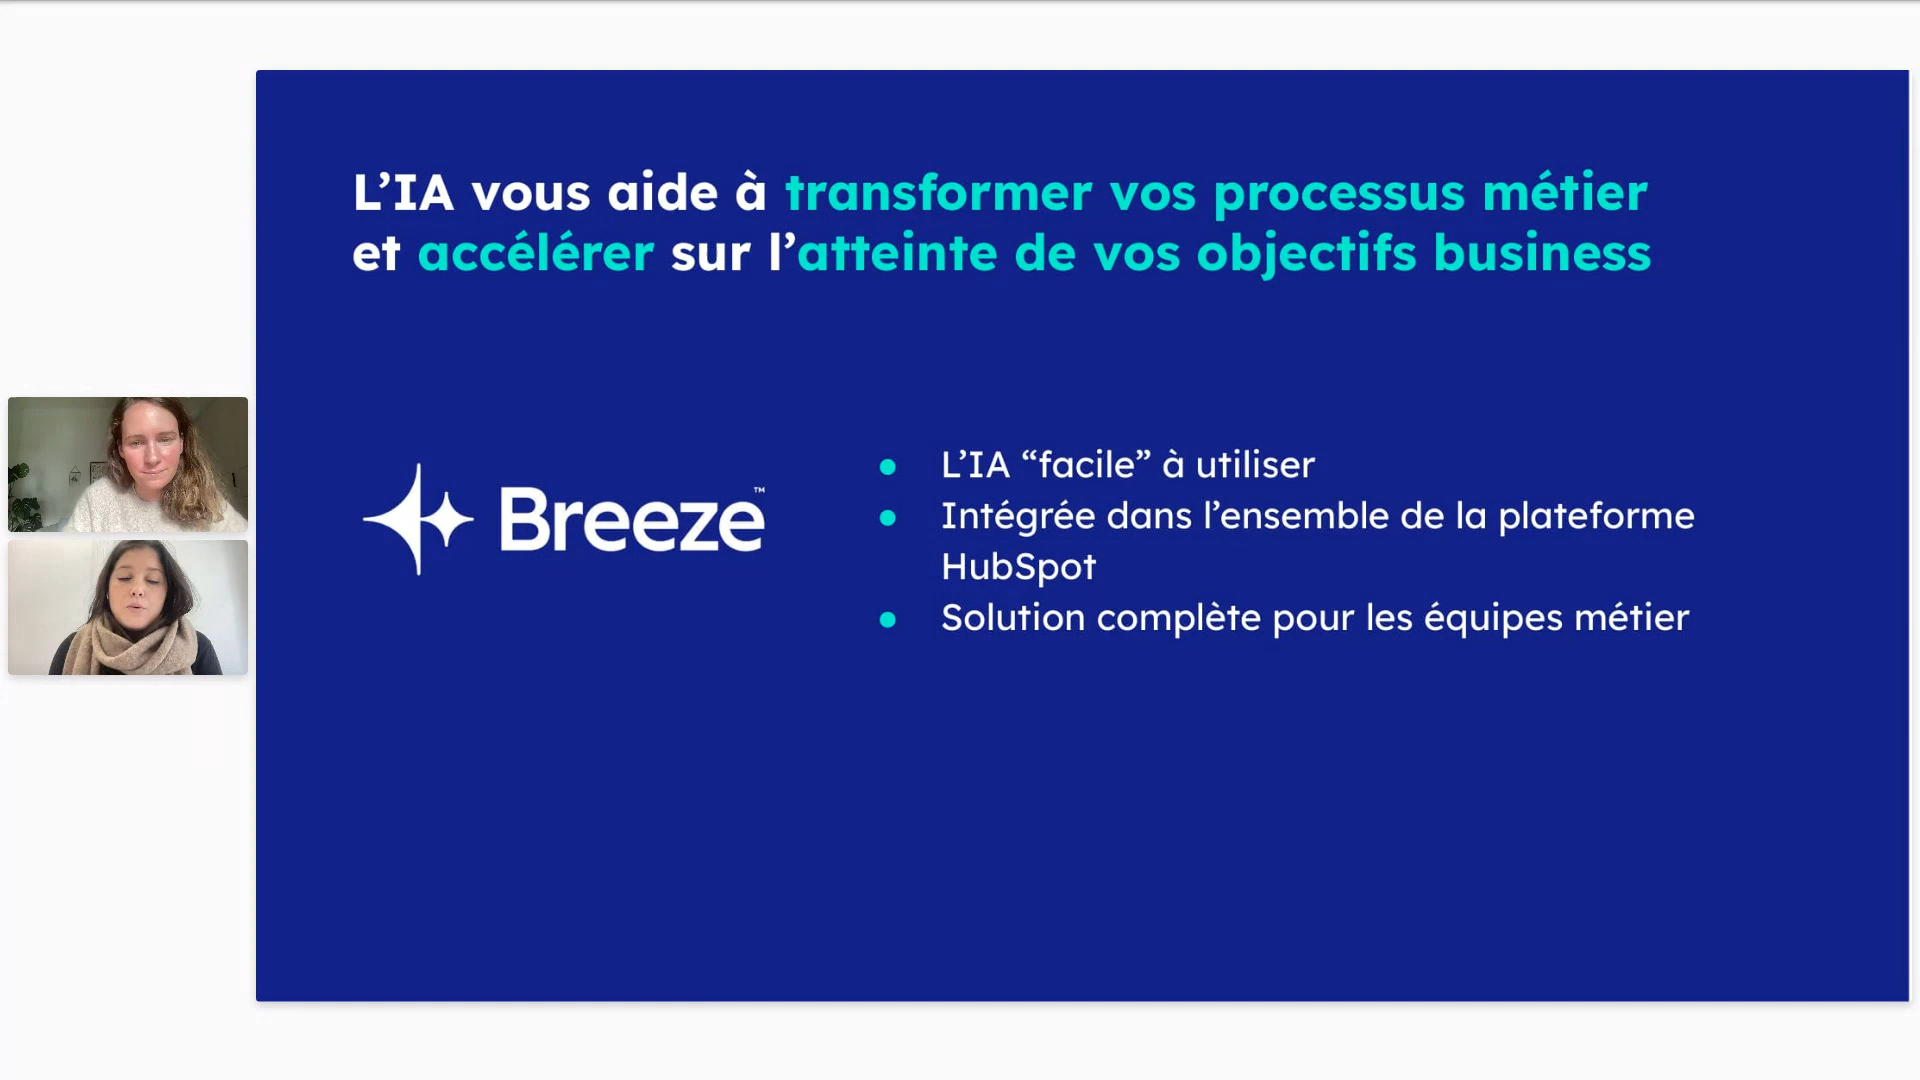 L’IA vous aide à transformer vos processus métier
et accélérer sur l’atteinte de vos objectifs business
Breeze™
● L’IA “facile” à utiliser
● Intégrée dans l’ensemble de la plateforme
HubSpot
● Solution complète pour les équipes métier